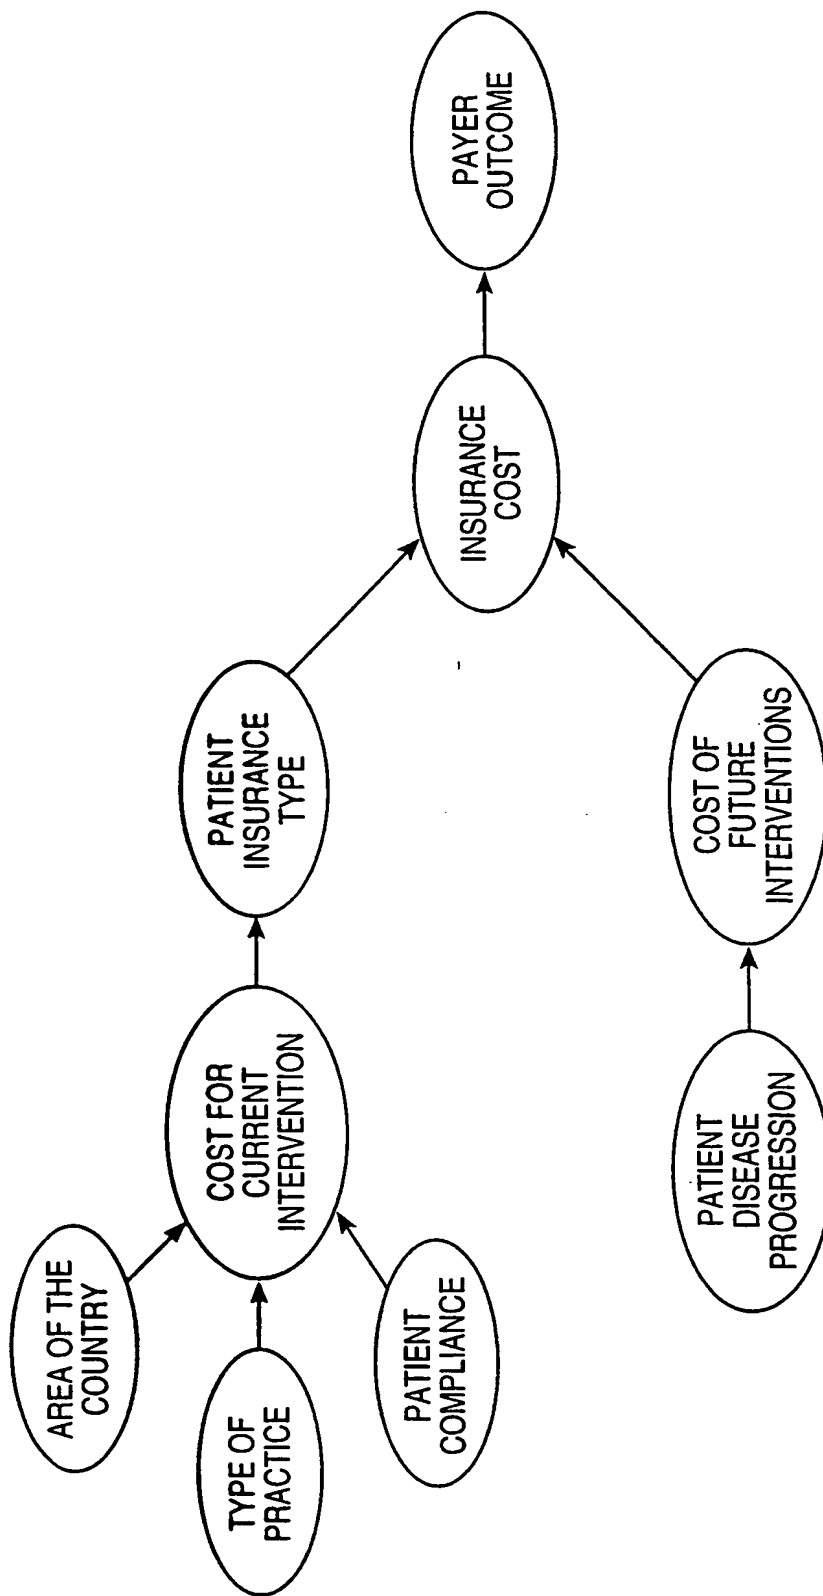 AREA OF THE
COUNTRY
TYPE OF
PRACTICE
PATIENT
COMPLIANCE
COST FOR
CURRENT
INTERVENTION
PATIENT
INSURANCE
TYPE
PATIENT
DISEASE
PROGRESSION
COST OF
FUTURE
INTERVENTIONS
INSURANCE
COST
PAYER
OUTCOME